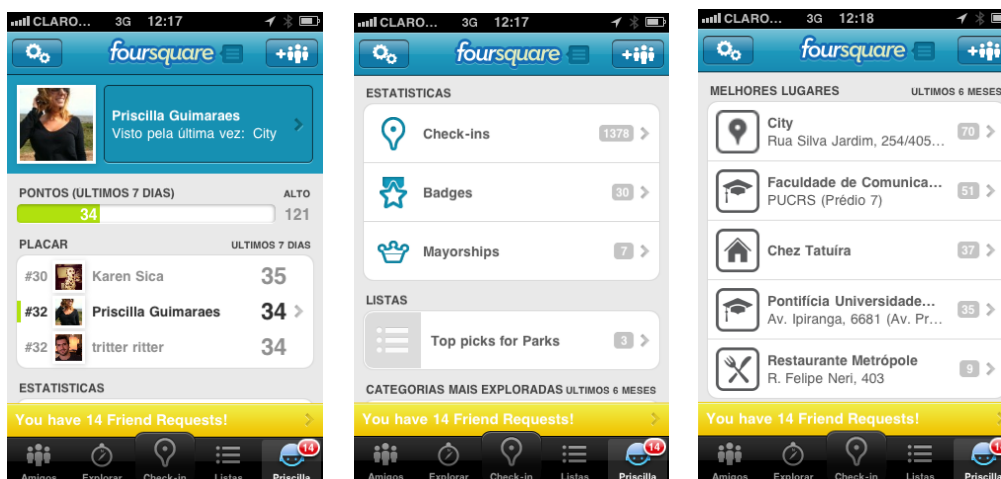 CLARO... 3G 12:17
foursquare
Priscilla Guimaraes
Visto pela última vez: City
PONTOS (ULTIMOS 7 DIAS) ALTO
34 121
PLACAR ULTIMOS 7 DIAS
#30 Karen Sica 35
#32 Priscilla Guimaraes 34
#32 tritter ritter 34
ESTATISTICAS
You have 14 Friend Requests!
14
Amigos Explorar Check-in Listas Priscilla
CLARO... 3G 12:17
foursquare
ESTATISTICAS
Check-ins 1378
Badges 30
Mayorships 7
LISTAS
Top picks for Parks 3
CATEGORIAS MAIS EXPLORADAS ULTIMOS 6 MESES
You have 14 Friend Requests!
14
Amigos Explorar Check-in Listas Priscilla
CLARO... 3G 12:18
foursquare
MELHORES LUGARES ULTIMOS 6 MESES
City 70
Rua Silva Jardim, 254/405...
Faculdade de Comunica... 51
PUCRS (Prédio 7)
Chez Tatuíra 37
Pontifícia Universidade... 35
Av. Ipiranga, 6681 (Av. Pr...
Restaurante Metrópole 9
R. Felipe Neri, 403
You have 14 Friend Requests!
Amigos Explorar Check-in Listas Priscilla